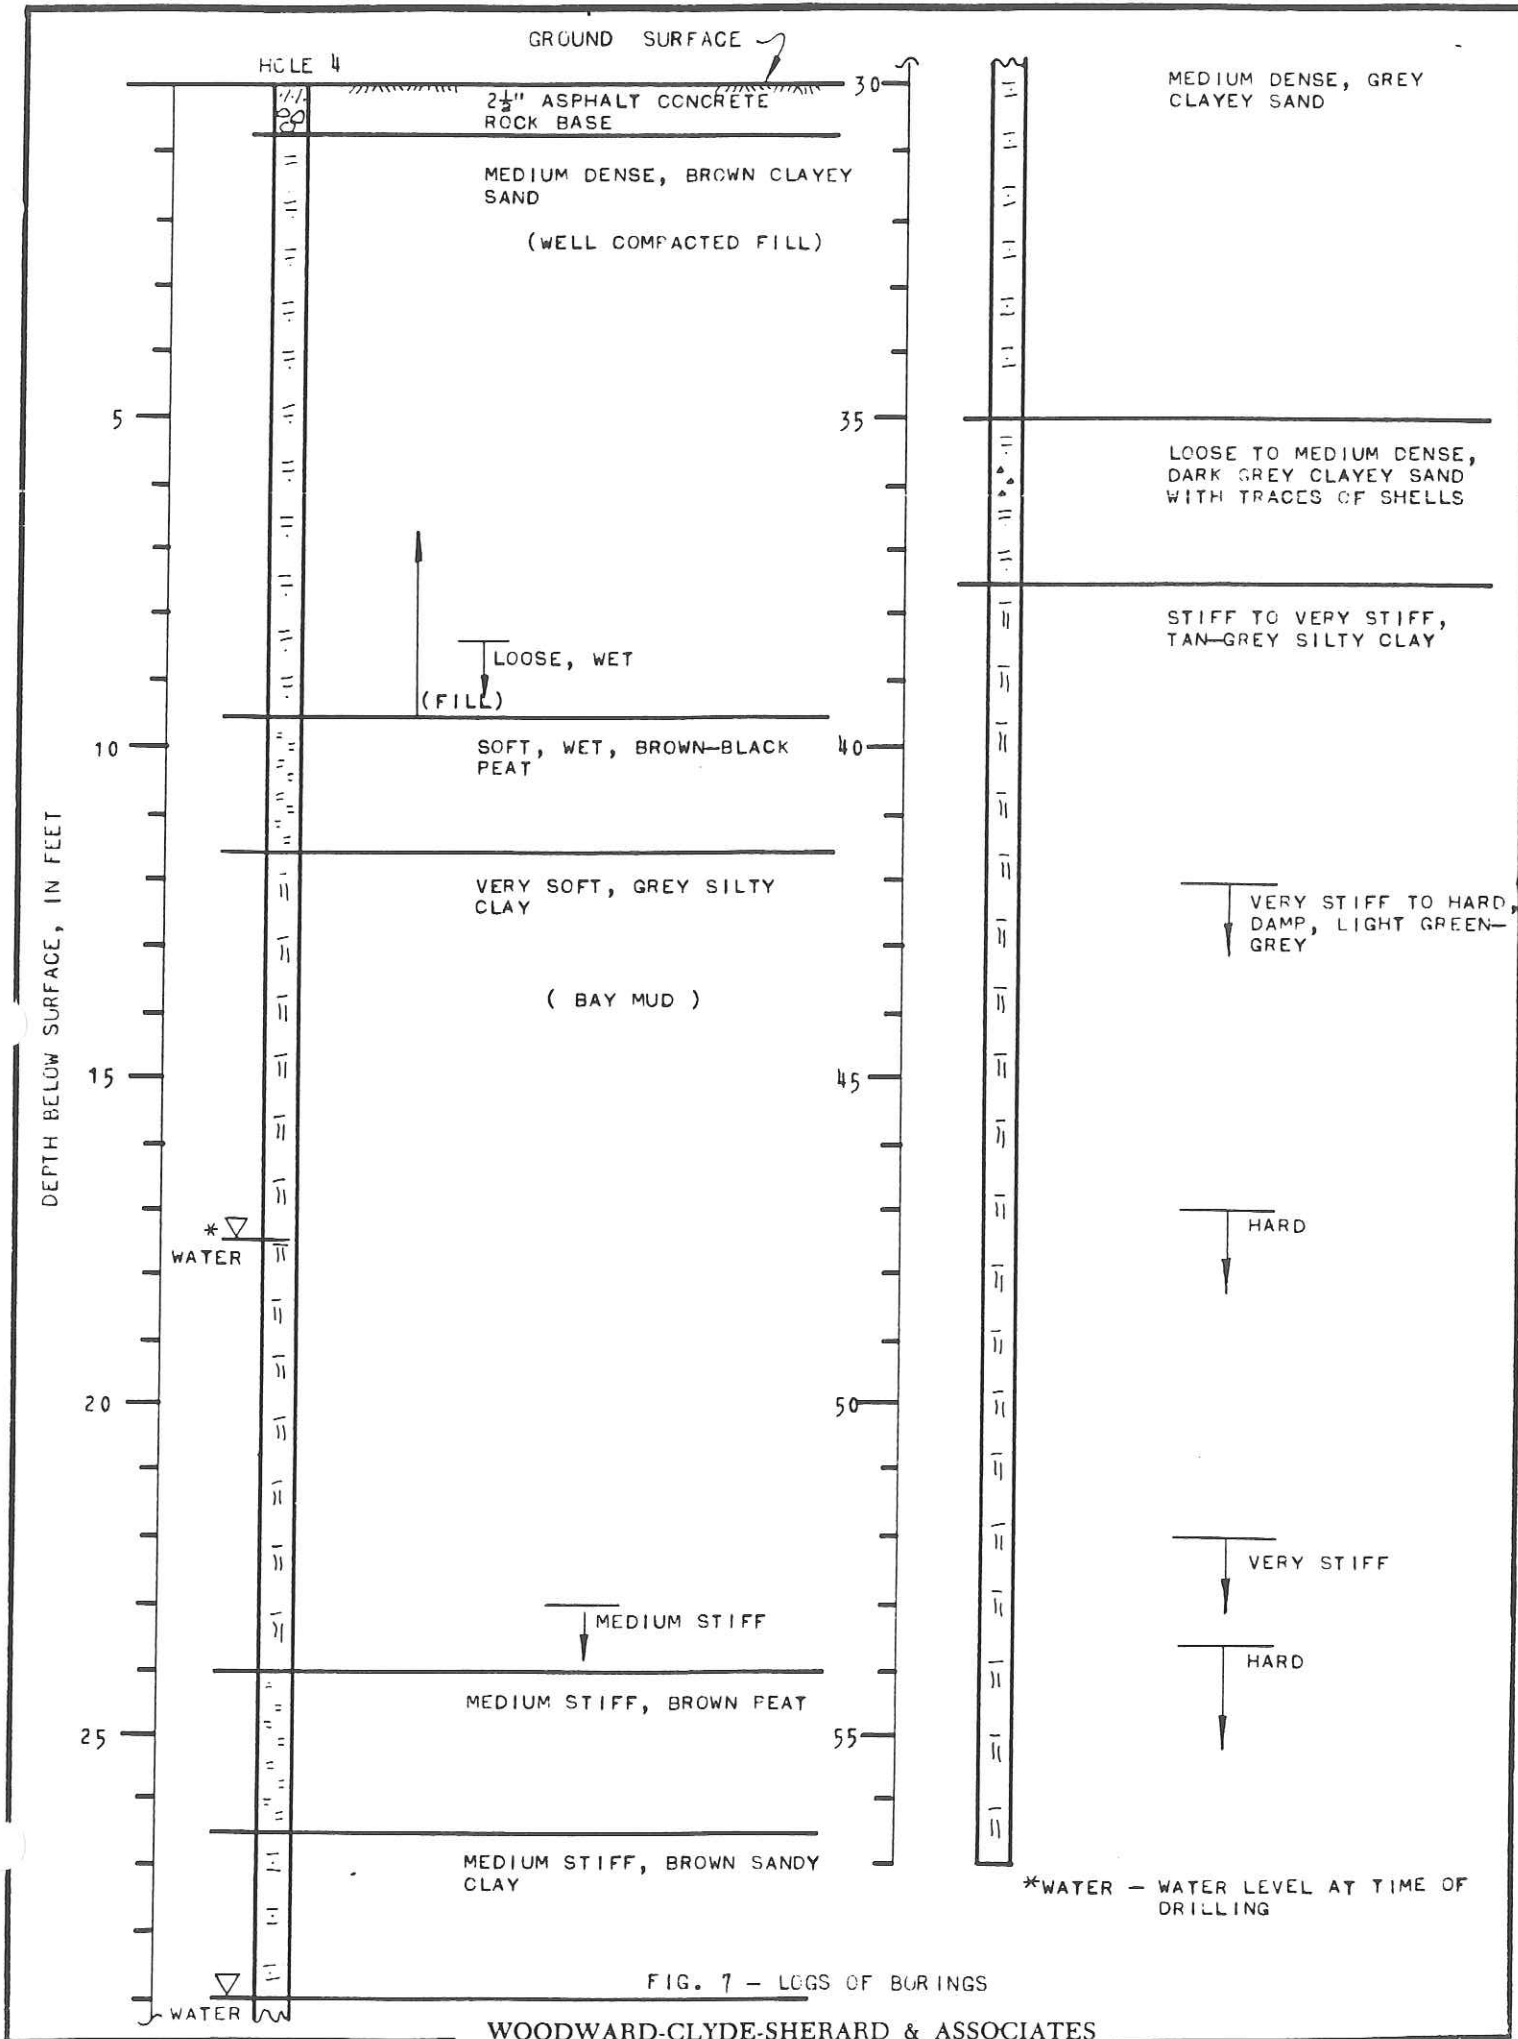 GROUND SURFACE
HOLE 4
2½" ASPHALT CONCRETE
ROCK BASE
MEDIUM DENSE, BROWN CLAYEY
SAND
(WELL COMPACTED FILL)
5
LOOSE, WET
(FILL)
10
SOFT, WET, BROWN-BLACK
PEAT
VERY SOFT, GREY SILTY
CLAY
( BAY MUD )
DEPTH BELOW SURFACE, IN FEET
15
*
WATER
20
MEDIUM STIFF
MEDIUM STIFF, BROWN PEAT
25
MEDIUM STIFF, BROWN SANDY
CLAY
WATER
30
MEDIUM DENSE, GREY
CLAYEY SAND
35
LOOSE TO MEDIUM DENSE,
DARK GREY CLAYEY SAND
WITH TRACES OF SHELLS
STIFF TO VERY STIFF,
TAN-GREY SILTY CLAY
40
VERY STIFF TO HARD,
DAMP, LIGHT GREEN-
GREY
45
HARD
50
VERY STIFF
HARD
55
*WATER - WATER LEVEL AT TIME OF
DRILLING
FIG. 7 - LOGS OF BORINGS
WOODWARD-CLYDE-SHERARD & ASSOCIATES